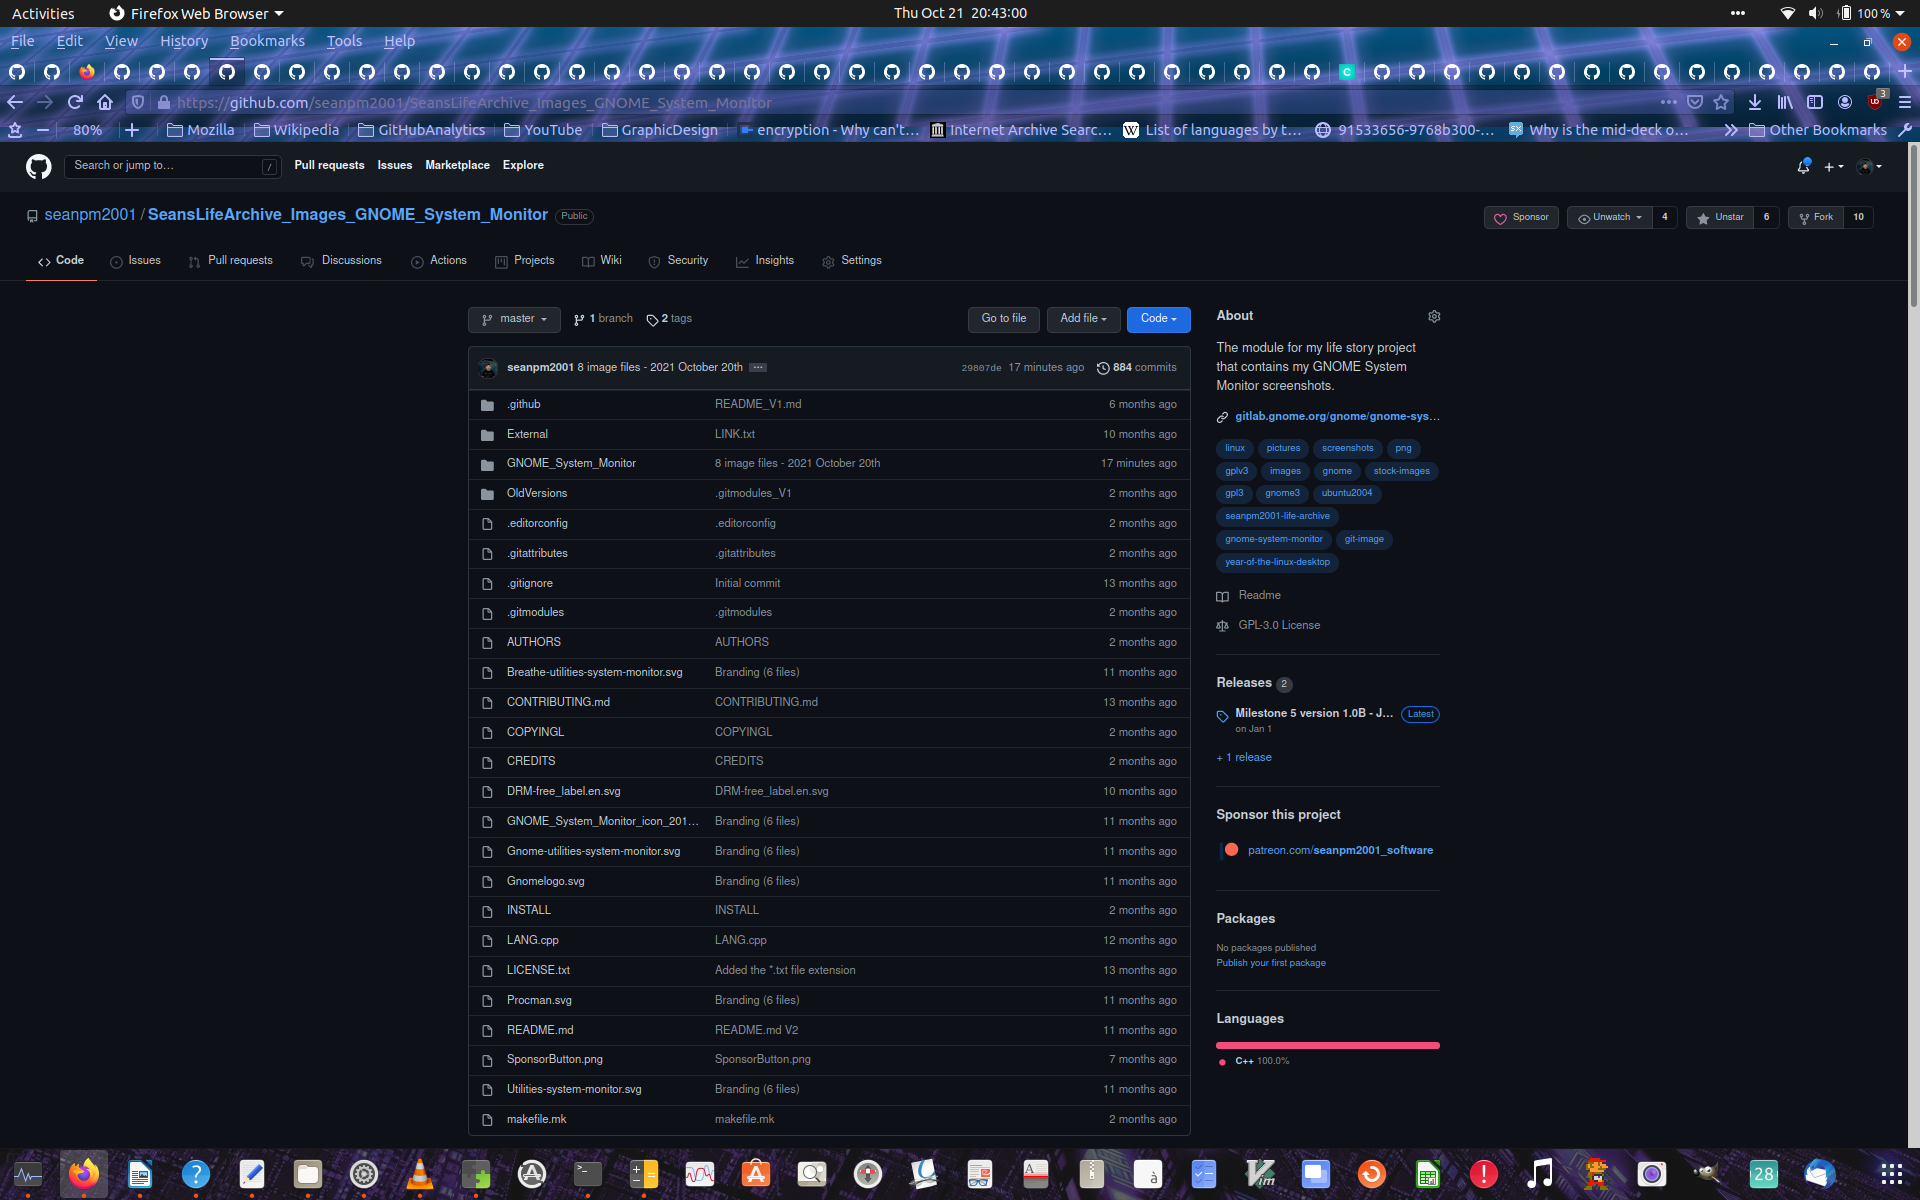 Activities Firefox Web Browser Thu Oct 21 20:43:00 100 %
File Edit View History Bookmarks Tools Help
https://github.com/seanpm2001/SeansLifeArchive_Images_GNOME_System_Monitor 3
80% Mozilla Wikipedia GitHubAnalytics YouTube GraphicDesign encryption - Why can't… Internet Archive Searc… List of languages by t… 91533656-9768b300-… Why is the mid-deck o… Other Bookmarks
Search or jump to… / Pull requests Issues Marketplace Explore
seanpm2001 / SeansLifeArchive_Images_GNOME_System_Monitor Public Sponsor Unwatch 4 Unstar 6 Fork 10
Code Issues Pull requests Discussions Actions Projects Wiki Security Insights Settings
master 1 branch 2 tags Go to file Add file Code
seanpm2001 8 image files - 2021 October 20th 29807de 17 minutes ago 884 commits
.github README_V1.md 6 months ago
External LINK.txt 10 months ago
GNOME_System_Monitor 8 image files - 2021 October 20th 17 minutes ago
OldVersions .gitmodules_V1 2 months ago
.editorconfig .editorconfig 2 months ago
.gitattributes .gitattributes 2 months ago
.gitignore Initial commit 13 months ago
.gitmodules .gitmodules 2 months ago
AUTHORS AUTHORS 2 months ago
Breathe-utilities-system-monitor.svg Branding (6 files) 11 months ago
CONTRIBUTING.md CONTRIBUTING.md 13 months ago
COPYINGL COPYINGL 2 months ago
CREDITS CREDITS 2 months ago
DRM-free_label.en.svg DRM-free_label.en.svg 10 months ago
GNOME_System_Monitor_icon_201… Branding (6 files) 11 months ago
Gnome-utilities-system-monitor.svg Branding (6 files) 11 months ago
Gnomelogo.svg Branding (6 files) 11 months ago
INSTALL INSTALL 2 months ago
LANG.cpp LANG.cpp 12 months ago
LICENSE.txt Added the *.txt file extension 13 months ago
Procman.svg Branding (6 files) 11 months ago
README.md README.md V2 11 months ago
SponsorButton.png SponsorButton.png 7 months ago
Utilities-system-monitor.svg Branding (6 files) 11 months ago
makefile.mk makefile.mk 2 months ago
About
The module for my life story project
that contains my GNOME System
Monitor screenshots.
gitlab.gnome.org/gnome/gnome-sys…
linux pictures screenshots png
gplv3 images gnome stock-images
gpl3 gnome3 ubuntu2004
seanpm2001-life-archive
gnome-system-monitor git-image
year-of-the-linux-desktop
Readme
GPL-3.0 License
Releases 2
Milestone 5 version 1.0B - J… Latest
on Jan 1
+ 1 release
Sponsor this project
patreon.com/seanpm2001_software
Packages
No packages published
Publish your first package
Languages
C++ 100.0%
28